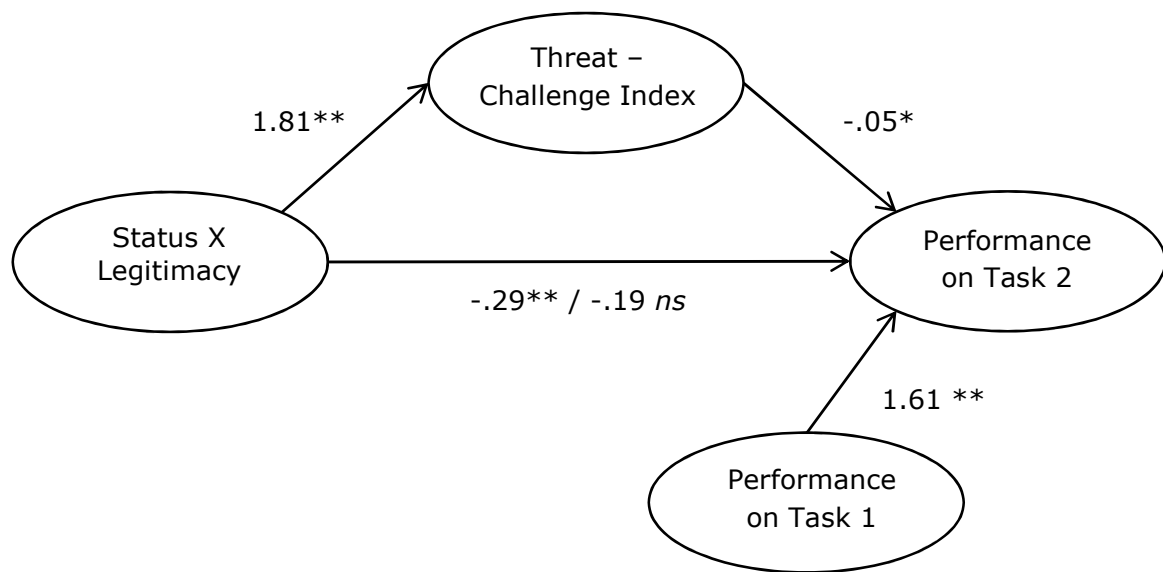 Threat –
Challenge Index
1.81**
-.05*
Status X
Legitimacy
Performance
on Task 2
-.29** / -.19 ns
1.61 **
Performance
on Task 1